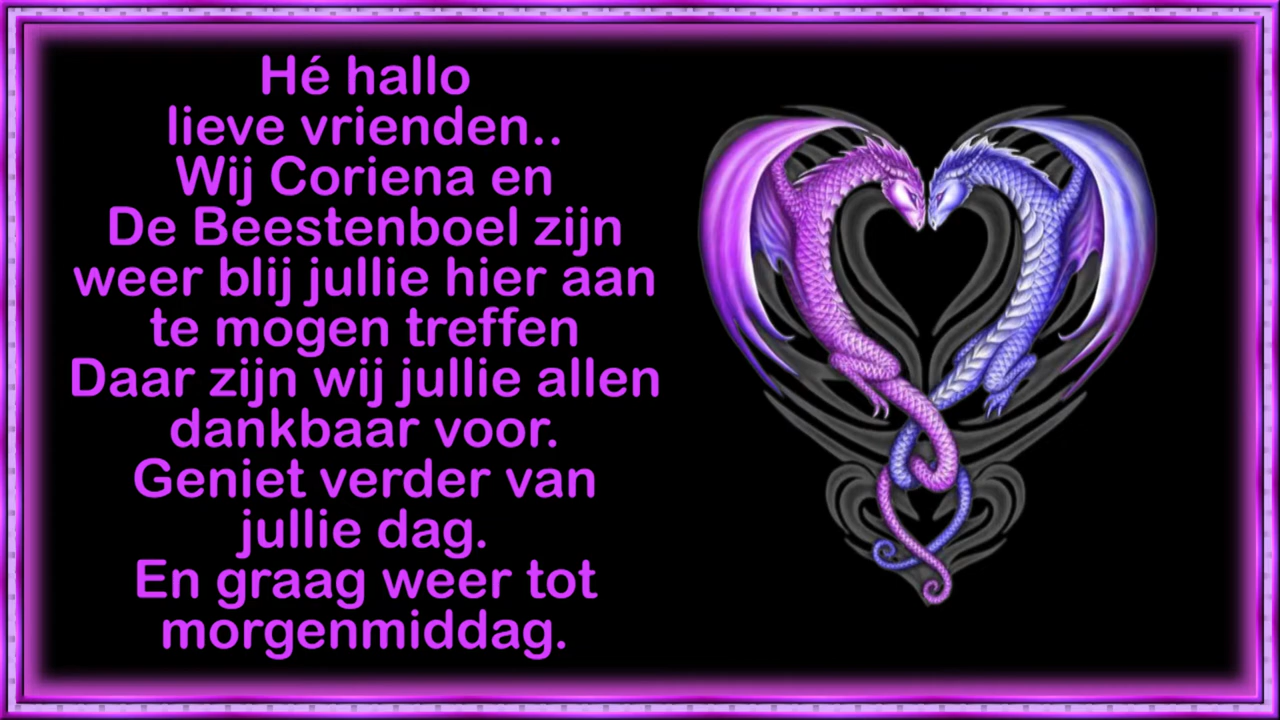 Hé hallo
lieve vrienden..
Wij Coriena en
De Beestenboel zijn
weer blij jullie hier aan
te mogen treffen
Daar zijn wij jullie allen
dankbaar voor.
Geniet verder van
jullie dag.
En graag weer tot
morgenmiddag.